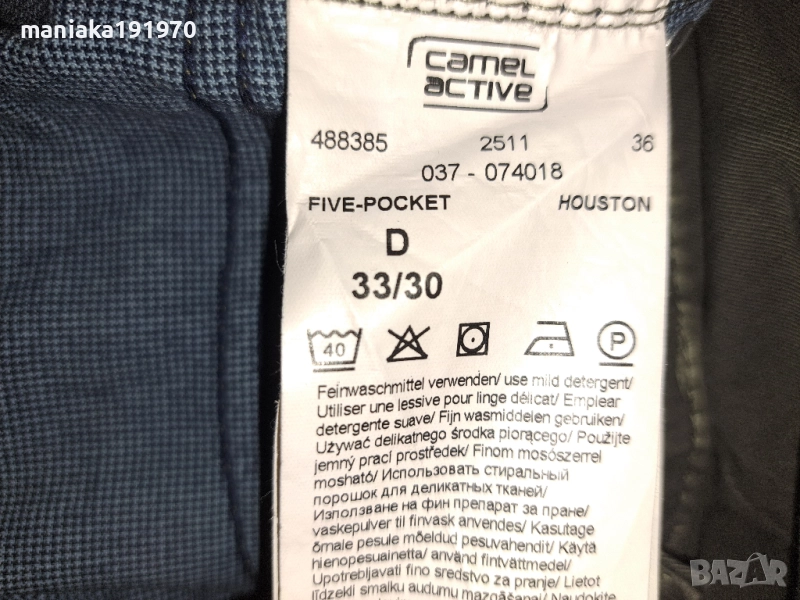 maniaka191970
camel
active
488385 2511 36
037 - 074018
FIVE-POCKET HOUSTON
D
33/30
40 P
Feinwaschmittel verwenden/ use mild detergent/
Utiliser une lessive pour linge délicat/ Emplear
detergente suave/ Fijn wasmiddelen gebruiken/
Używać delikatnego środka piorącego/ Použijte
jemný prací prostředek/ Finom mosószerrel
mosható/ Использовать стиральный
порошок для деликатных тканей/
Използване на фин препарат за пране/
vaskepulver til finvask anvendes/ Kasutage
õrnale pesule mõeldud pesuvahendit/ Käytä
hienopesuainetta/ använd fintvättmedel/
Upotrebljavati fino sredstvo za pranje/ Lietot
līdzekli smalku audumu mazgāšanai/ Naudokite
BAZAR